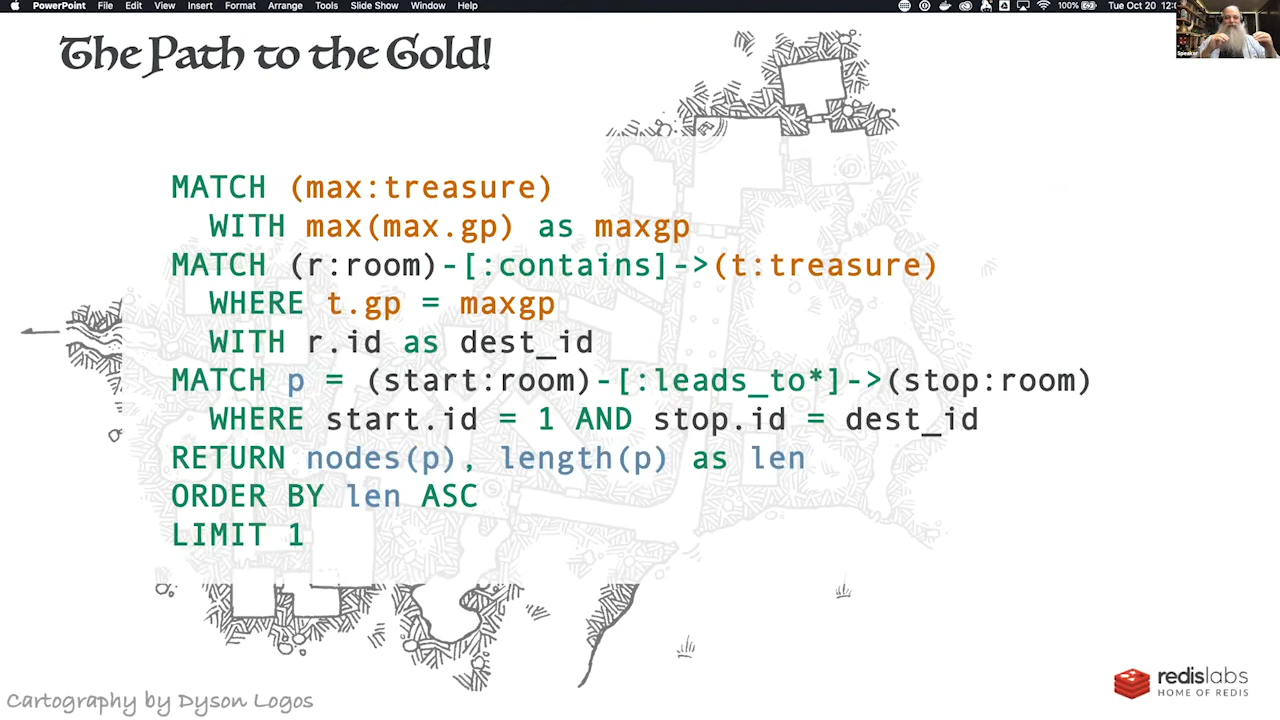 PowerPoint File Edit View Insert Format Arrange Tools Slide Show Window Help 100% Tue Oct 20
The Path to the Gold!
Speaker
MATCH (max:treasure)
WITH max(max.gp) as maxgp
MATCH (r:room)-[:contains]->(t:treasure)
WHERE t.gp = maxgp
WITH r.id as dest_id
MATCH p = (start:room)-[:leads_to*]->(stop:room)
WHERE start.id = 1 AND stop.id = dest_id
RETURN nodes(p), length(p) as len
ORDER BY len ASC
LIMIT 1
redislabs
HOME OF REDIS
Cartography by Dyson Logos